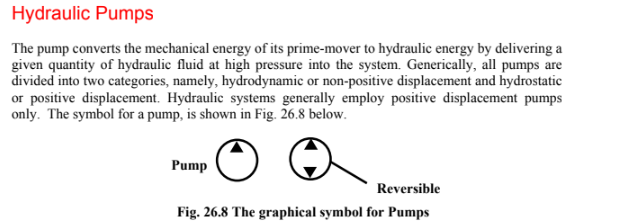 Hydraulic Pumps
The pump converts the mechanical energy of its prime-mover to hydraulic energy by delivering a
given quantity of hydraulic fluid at high pressure into the system. Generically, all pumps are
divided into two categories, namely, hydrodynamic or non-positive displacement and hydrostatic
or positive displacement. Hydraulic systems generally employ positive displacement pumps
only. The symbol for a pump, is shown in Fig. 26.8 below.
Pump
Reversible
Fig. 26.8 The graphical symbol for Pumps